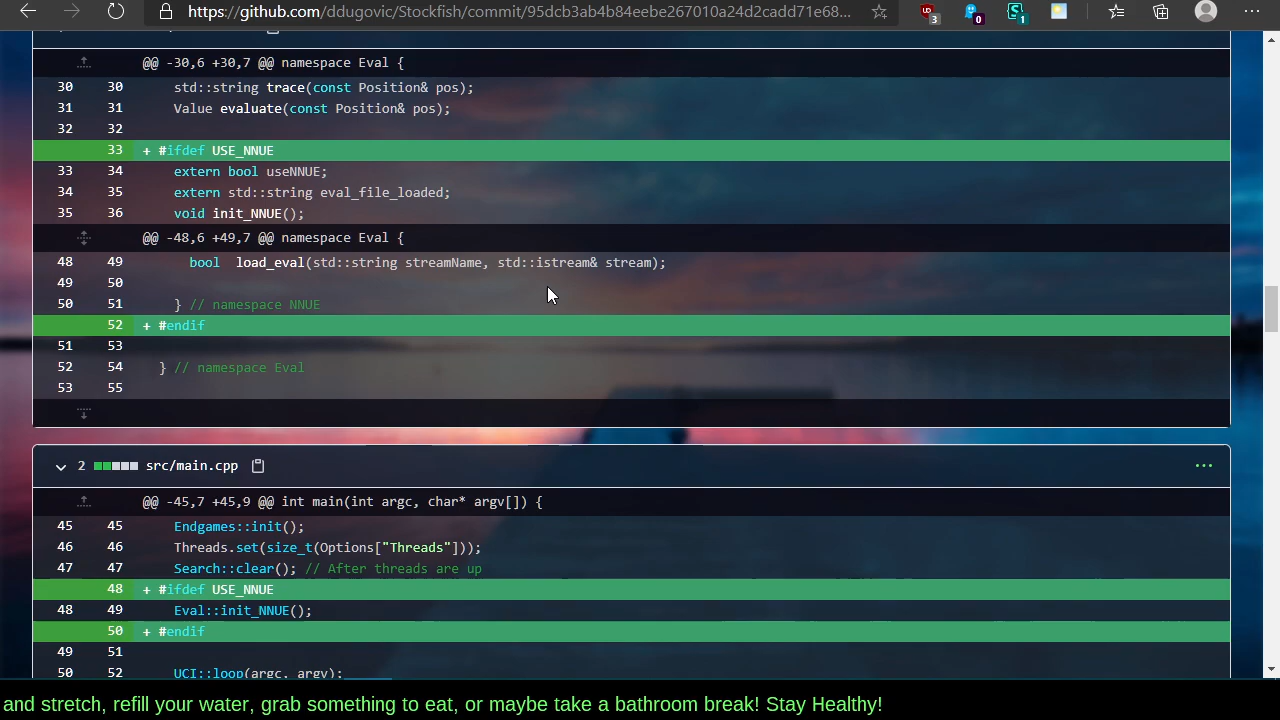 https://github.com/ddugovic/Stockfish/commit/95dcb3ab4b84eebe267010a24d2cadd71e68...
3
0
1
@@ -30,6 +30,7 @@ namespace Eval {
30 30 std::string trace(const Position& pos);
31 31 Value evaluate(const Position& pos);
32 32
33 + #ifdef USE_NNUE
33 34 extern bool useNNUE;
34 35 extern std::string eval_file_loaded;
35 36 void init_NNUE();
@@ -48,6 +49,7 @@ namespace Eval {
48 49 bool load_eval(std::string streamName, std::istream& stream);
49 50
50 51 } // namespace NNUE
52 + #endif
51 53
52 54 } // namespace Eval
53 55
2 src/main.cpp
@@ -45,7 +45,9 @@ int main(int argc, char* argv[]) {
45 45 Endgames::init();
46 46 Threads.set(size_t(Options["Threads"]));
47 47 Search::clear(); // After threads are up
48 + #ifdef USE_NNUE
48 49 Eval::init_NNUE();
50 + #endif
49 51
50 52 UCI::loop(argc, argv);
and stretch, refill your water, grab something to eat, or maybe take a bathroom break! Stay Healthy!